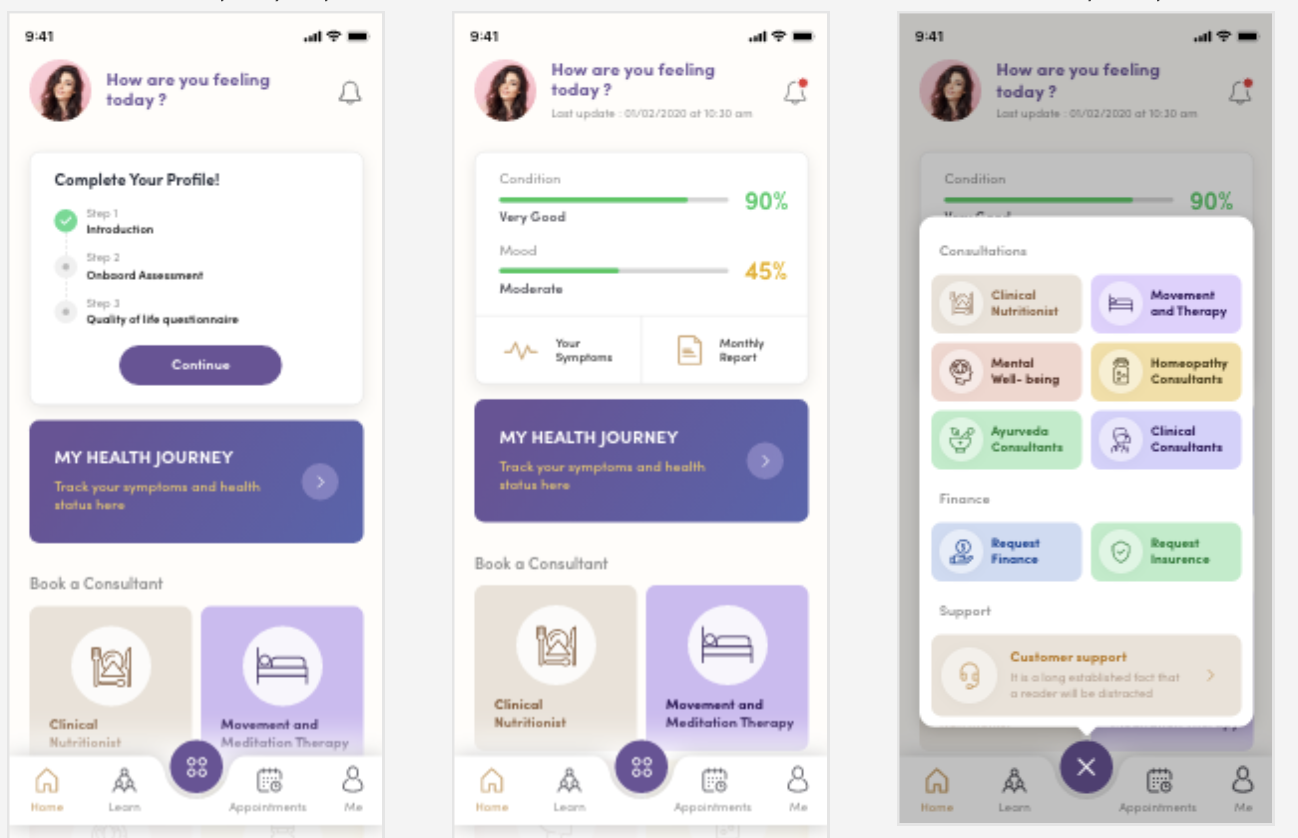 9:41
How are you feeling
today ?
Complete Your Profile!
Step 1
Introduction
Step 2
Onbaord Assessment
Step 3
Quality of life questionnaire
Continue
MY HEALTH JOURNEY
Track your symptoms and health
status here
Book a Consultant
Clinical
Nutritionist
Movement and
Meditation Therapy
Home
Learn
Appointments
Me
9:41
How are you feeling
today ?
Last update : 01/02/2020 at 10:30 am
Condition
90%
Very Good
Mood
45%
Moderate
Your
Symptoms
Monthly
Report
MY HEALTH JOURNEY
Track your symptoms and health
status here
Book a Consultant
Clinical
Nutritionist
Movement and
Meditation Therapy
Home
Learn
Appointments
Me
9:41
How are you feeling
today ?
Last update : 01/02/2020 at 10:30 am
Condition
90%
Very Good
Consultations
Clinical
Nutritionist
Movement
and Therapy
Mental
Well- being
Homeopathy
Consultants
Ayurveda
Consultants
Clinical
Consultants
Finance
Request
Finance
Request
Insurence
Support
Customer support
It is a long established fact that
a reader will be distracted
Home
Learn
Appointments
Me